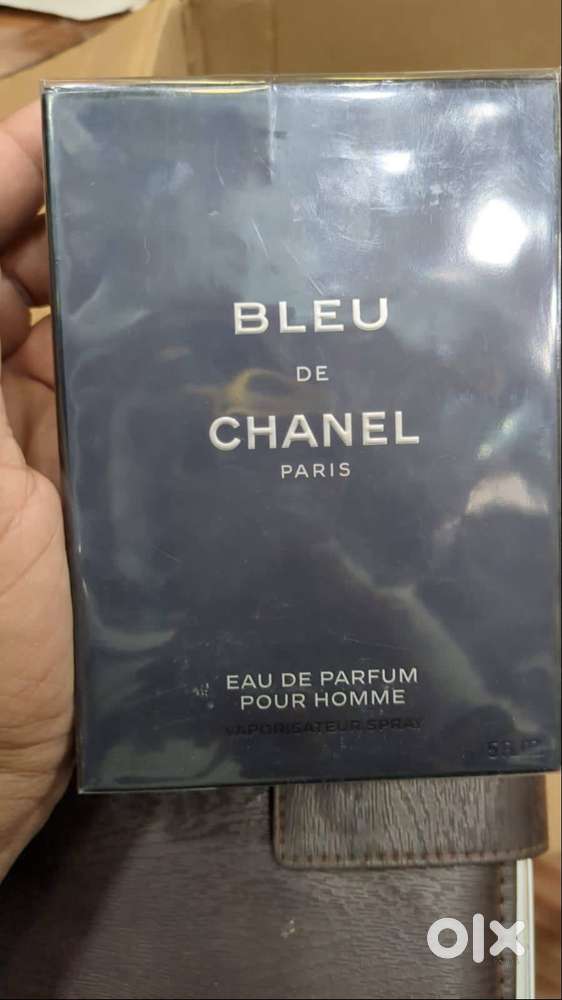 BLEU
DE
CHANEL
PARIS
EAU DE PARFUM
POUR HOMME
VAPORISATEUR SPRAY
olx